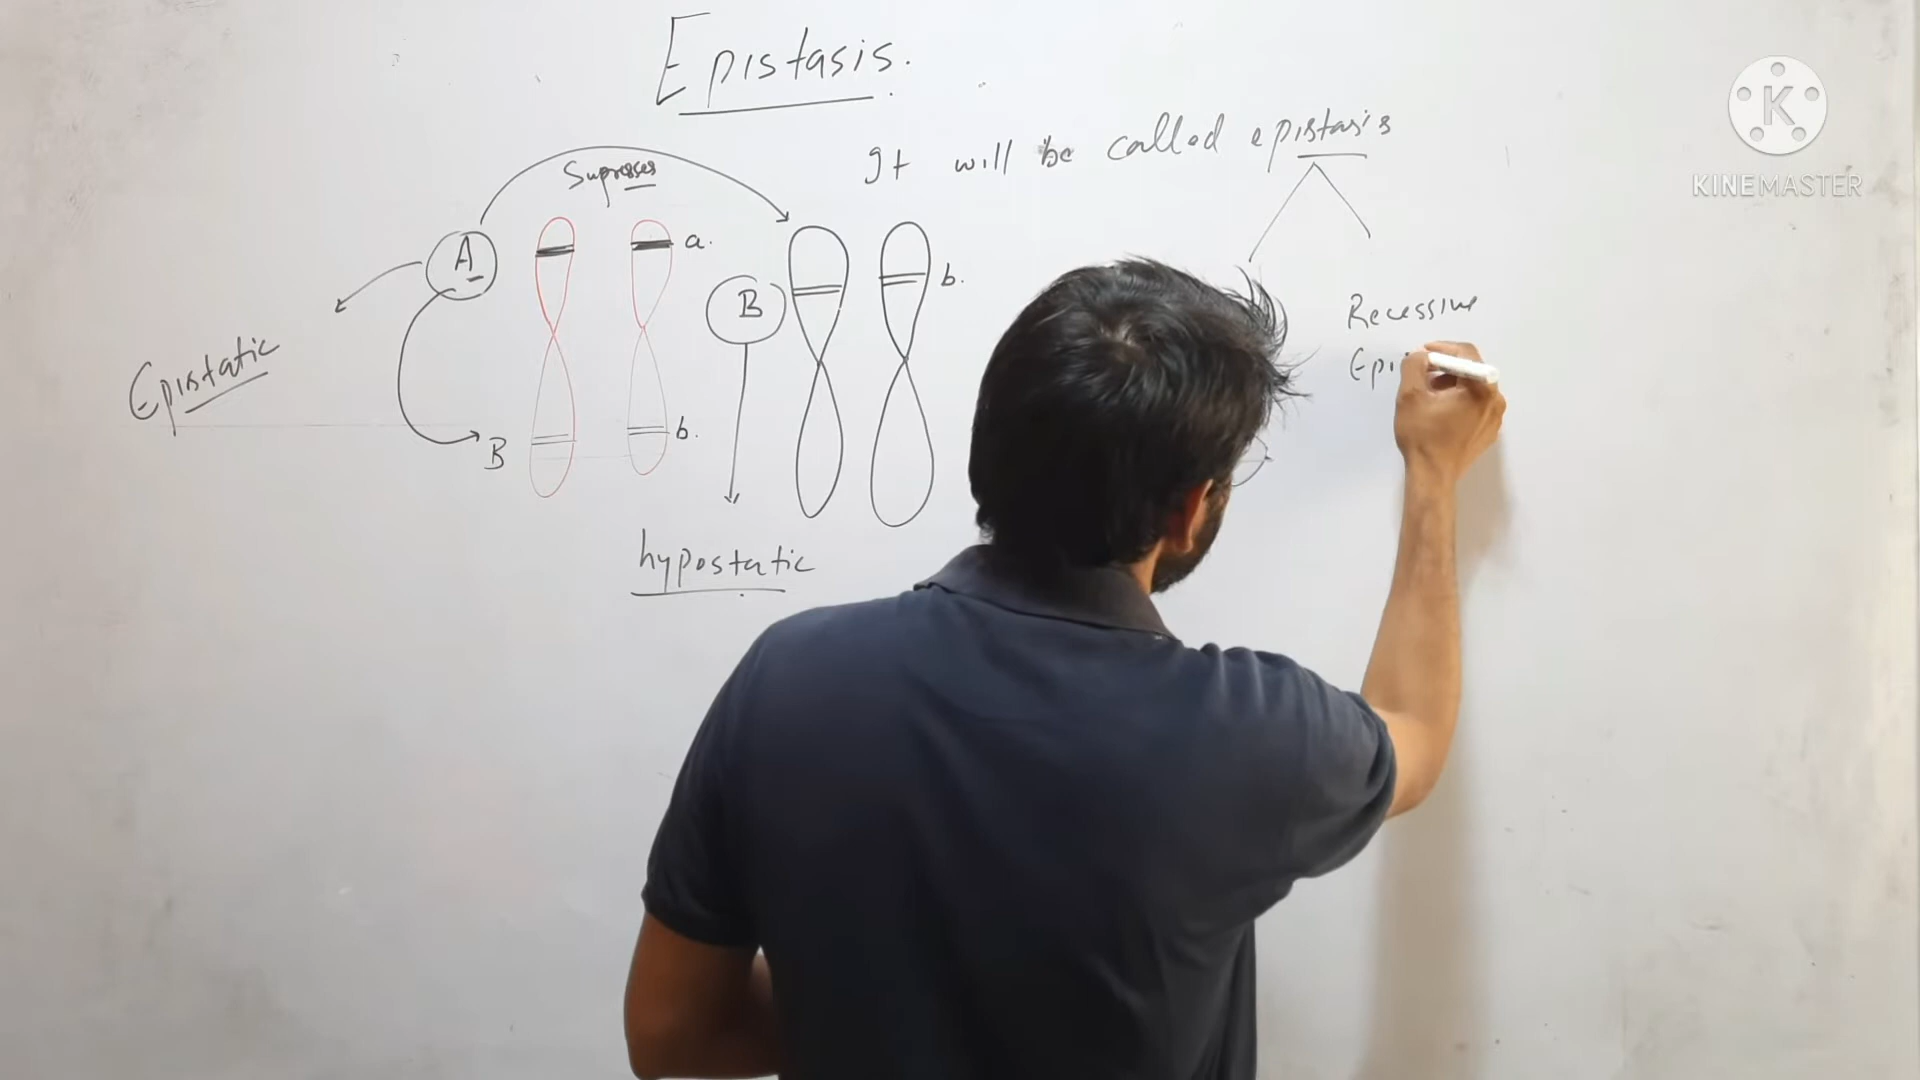 Epistasis.
It will be called epistasis
Supresses
A
a.
B
b.
Epistatic
B
b.
hypostatic
Recessive
Epi
K
KINEMASTER